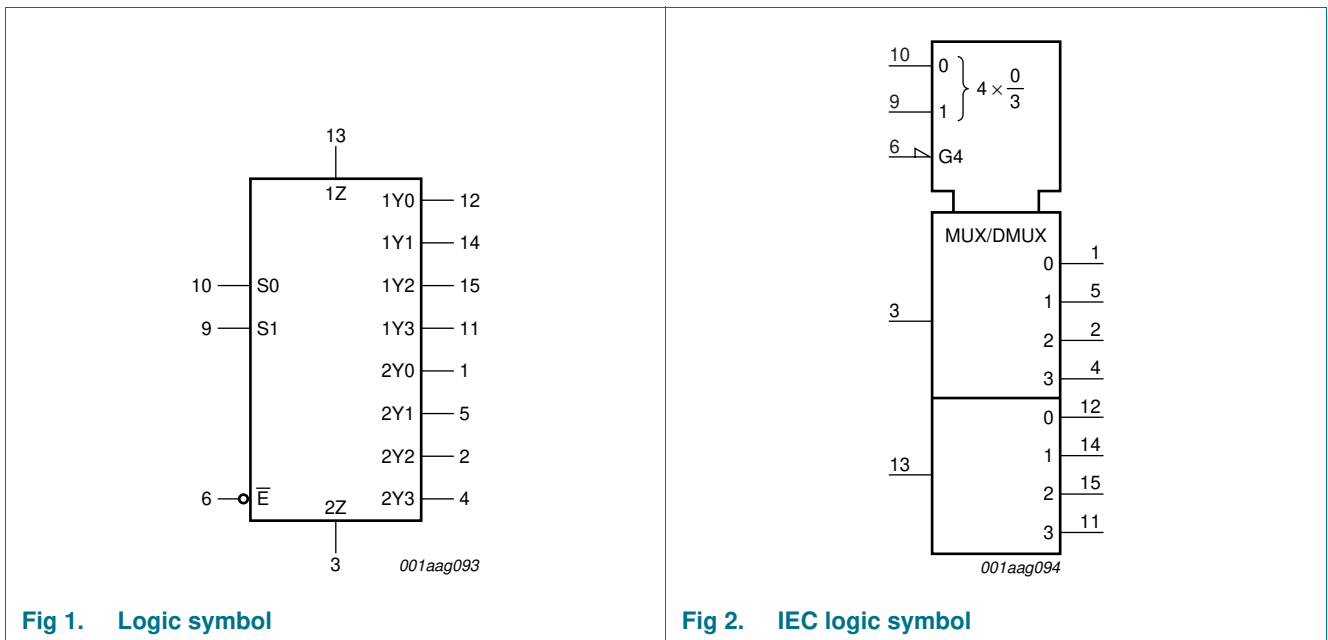 13
1Z
1Y0 12
1Y1 14
10 S0 1Y2 15
9 S1 1Y3 11
2Y0 1
2Y1 5
2Y2 2
6 E̅ 2Z 2Y3 4
3 001aag093
Fig 1. Logic symbol
10 0
4 × 0/3
9 1
6 G4
MUX/DMUX
0 1
1 5
3
2 2
3 4
0 12
1 14
13
2 15
3 11
001aag094
Fig 2. IEC logic symbol